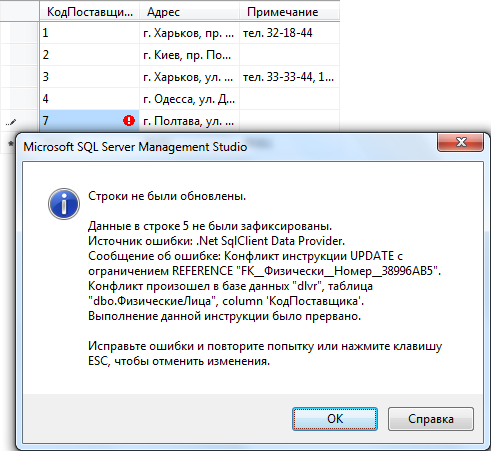 КодПоставщи... Адрес Примечание
1 г. Харьков, пр. ... тел. 32-18-44
2 г. Киев, пр. По...
3 г. Харьков, ул. ... тел. 33-33-44, 1...
4 г. Одесса, ул. Д...
7 г. Полтава, ул. ...
Microsoft SQL Server Management Studio
Строки не были обновлены.
Данные в строке 5 не были зафиксированы.
Источник ошибки: .Net SqlClient Data Provider.
Сообщение об ошибке: Конфликт инструкции UPDATE с
ограничением REFERENCE "FK__Физически__Номер__38996AB5".
Конфликт произошел в базе данных "dlvr", таблица
"dbo.ФизическиеЛица", column 'КодПоставщика'.
Выполнение данной инструкции было прервано.
Исправьте ошибки и повторите попытку или нажмите клавишу
ESC, чтобы отменить изменения.
OK Справка